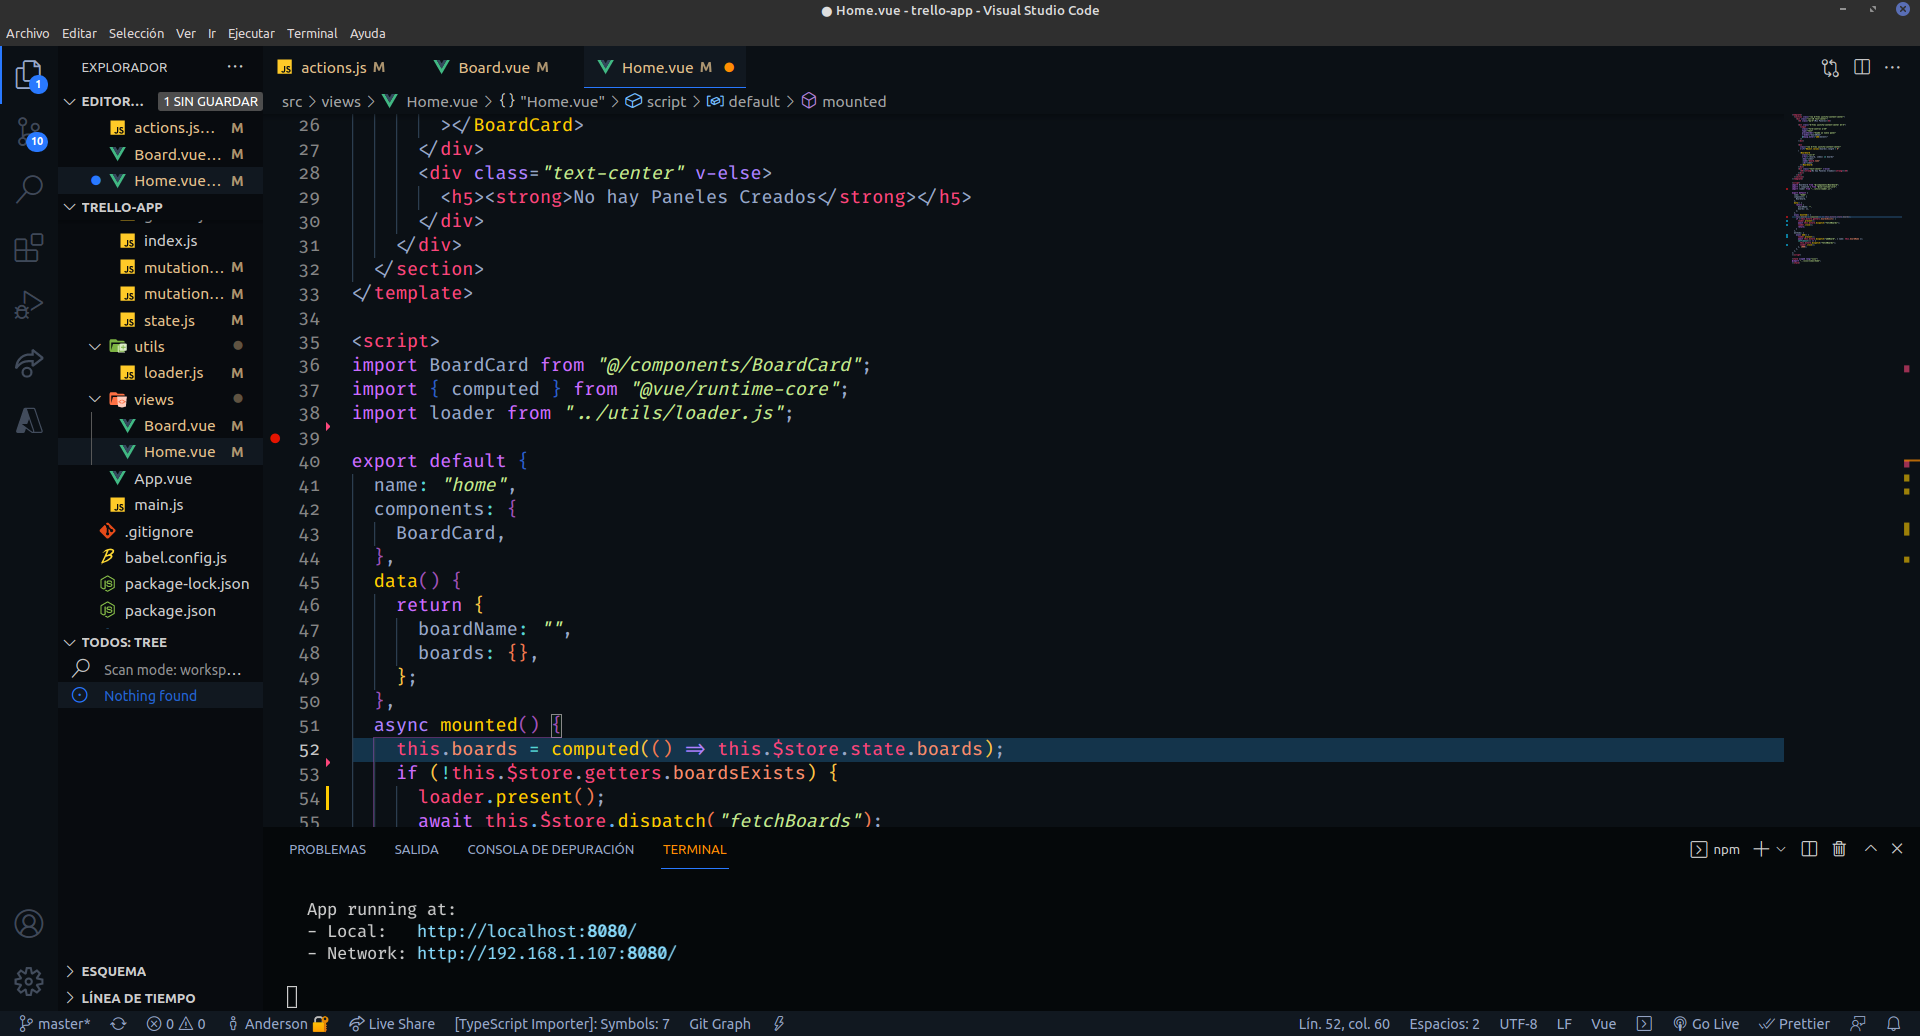 ● Home.vue - trello-app - Visual Studio Code
Archivo Editar Selección Ver Ir Ejecutar Terminal Ayuda
EXPLORADOR
1
10
EDITOR... 1 SIN GUARDAR
actions.js... M
Board.vue... M
Home.vue... M
TRELLO-APP
index.js
mutation... M
mutation... M
state.js M
utils
loader.js M
views
Board.vue M
Home.vue M
App.vue
main.js
.gitignore
babel.config.js
package-lock.json
package.json
TODOS: TREE
Scan mode: worksp...
Nothing found
ESQUEMA
LÍNEA DE TIEMPO
actions.js M Board.vue M Home.vue M
src > views > Home.vue > {} "Home.vue" > script > default > mounted
26 ></BoardCard>
27 </div>
28 <div class="text-center" v-else>
29 <h5><strong>No hay Paneles Creados</strong></h5>
30 </div>
31 </div>
32 </section>
33 </template>
34
35 <script>
36 import BoardCard from "@/components/BoardCard";
37 import { computed } from "@vue/runtime-core";
38 import loader from "../utils/loader.js";
39
40 export default {
41 name: "home",
42 components: {
43 BoardCard,
44 },
45 data() {
46 return {
47 boardName: "",
48 boards: {},
49 };
50 },
51 async mounted() {
52 this.boards = computed(() => this.$store.state.boards);
53 if (!this.$store.getters.boardsExists) {
54 loader.present();
55 await this.$store.dispatch("fetchBoards");
PROBLEMAS SALIDA CONSOLA DE DEPURACIÓN TERMINAL
npm
App running at:
- Local: http://localhost:8080/
- Network: http://192.168.1.107:8080/
master* 0 0 Anderson Live Share [TypeScript Importer]: Symbols: 7 Git Graph Lín. 52, col. 60 Espacios: 2 UTF-8 LF Vue Go Live Prettier